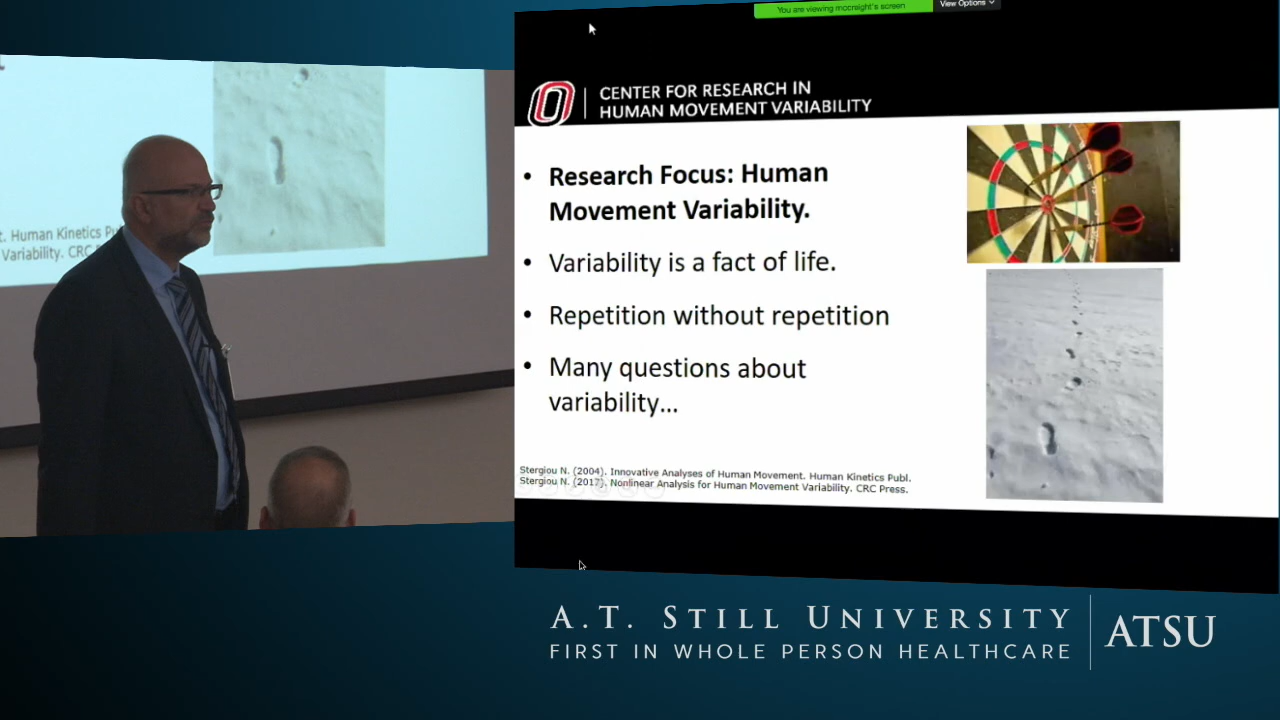 t. Human Kinetics Pu
Variability. CRC
You are viewing mccreight's screen
View Options
CENTER FOR RESEARCH IN
HUMAN MOVEMENT VARIABILITY
• Research Focus: Human
Movement Variability.
• Variability is a fact of life.
• Repetition without repetition
• Many questions about
variability...
Stergiou N. (2004). Innovative Analyses of Human Movement. Human Kinetics Publ.
Stergiou N. (2017). Nonlinear Analysis for Human Movement Variability. CRC Press.
A.T. STILL UNIVERSITY
FIRST IN WHOLE PERSON HEALTHCARE
ATSU